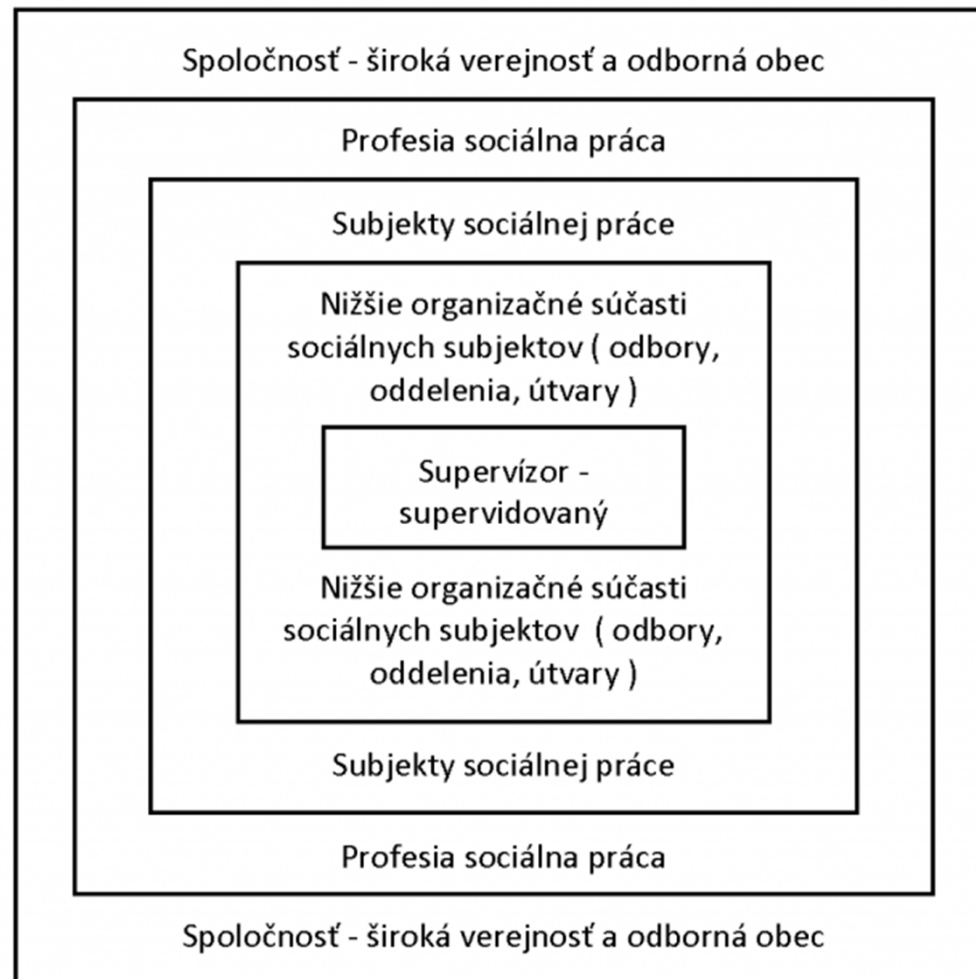 Spoločnosť - široká verejnosť a odborná obec
Profesia sociálna práca
Subjekty sociálnej práce
Nižšie organizačné súčasti
sociálnych subjektov ( odbory,
oddelenia, útvary )
Supervízor -
supervidovaný
Nižšie organizačné súčasti
sociálnych subjektov ( odbory,
oddelenia, útvary )
Subjekty sociálnej práce
Profesia sociálna práca
Spoločnosť - široká verejnosť a odborná obec